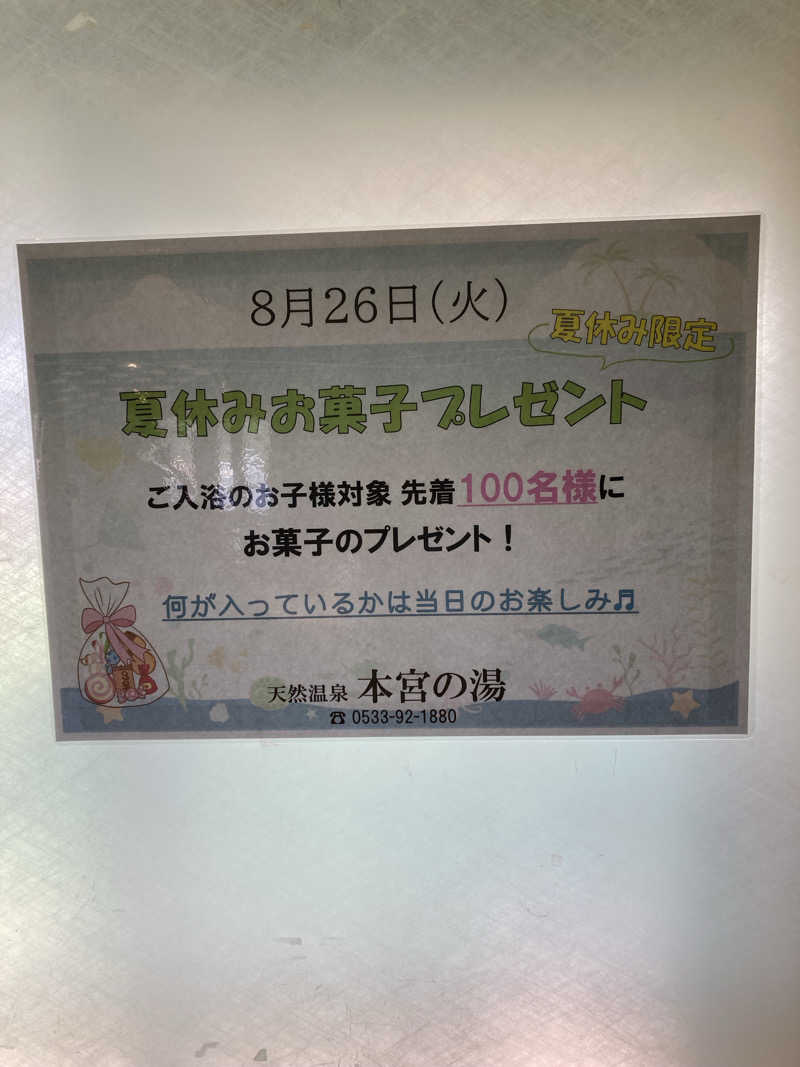 8月26日(火)
夏休み限定
夏休みお菓子プレゼント
ご入浴のお子様対象 先着100名様に
お菓子のプレゼント!
何が入っているかは当日のお楽しみ♬
天然温泉 本宮の湯
☎ 0533-92-1880